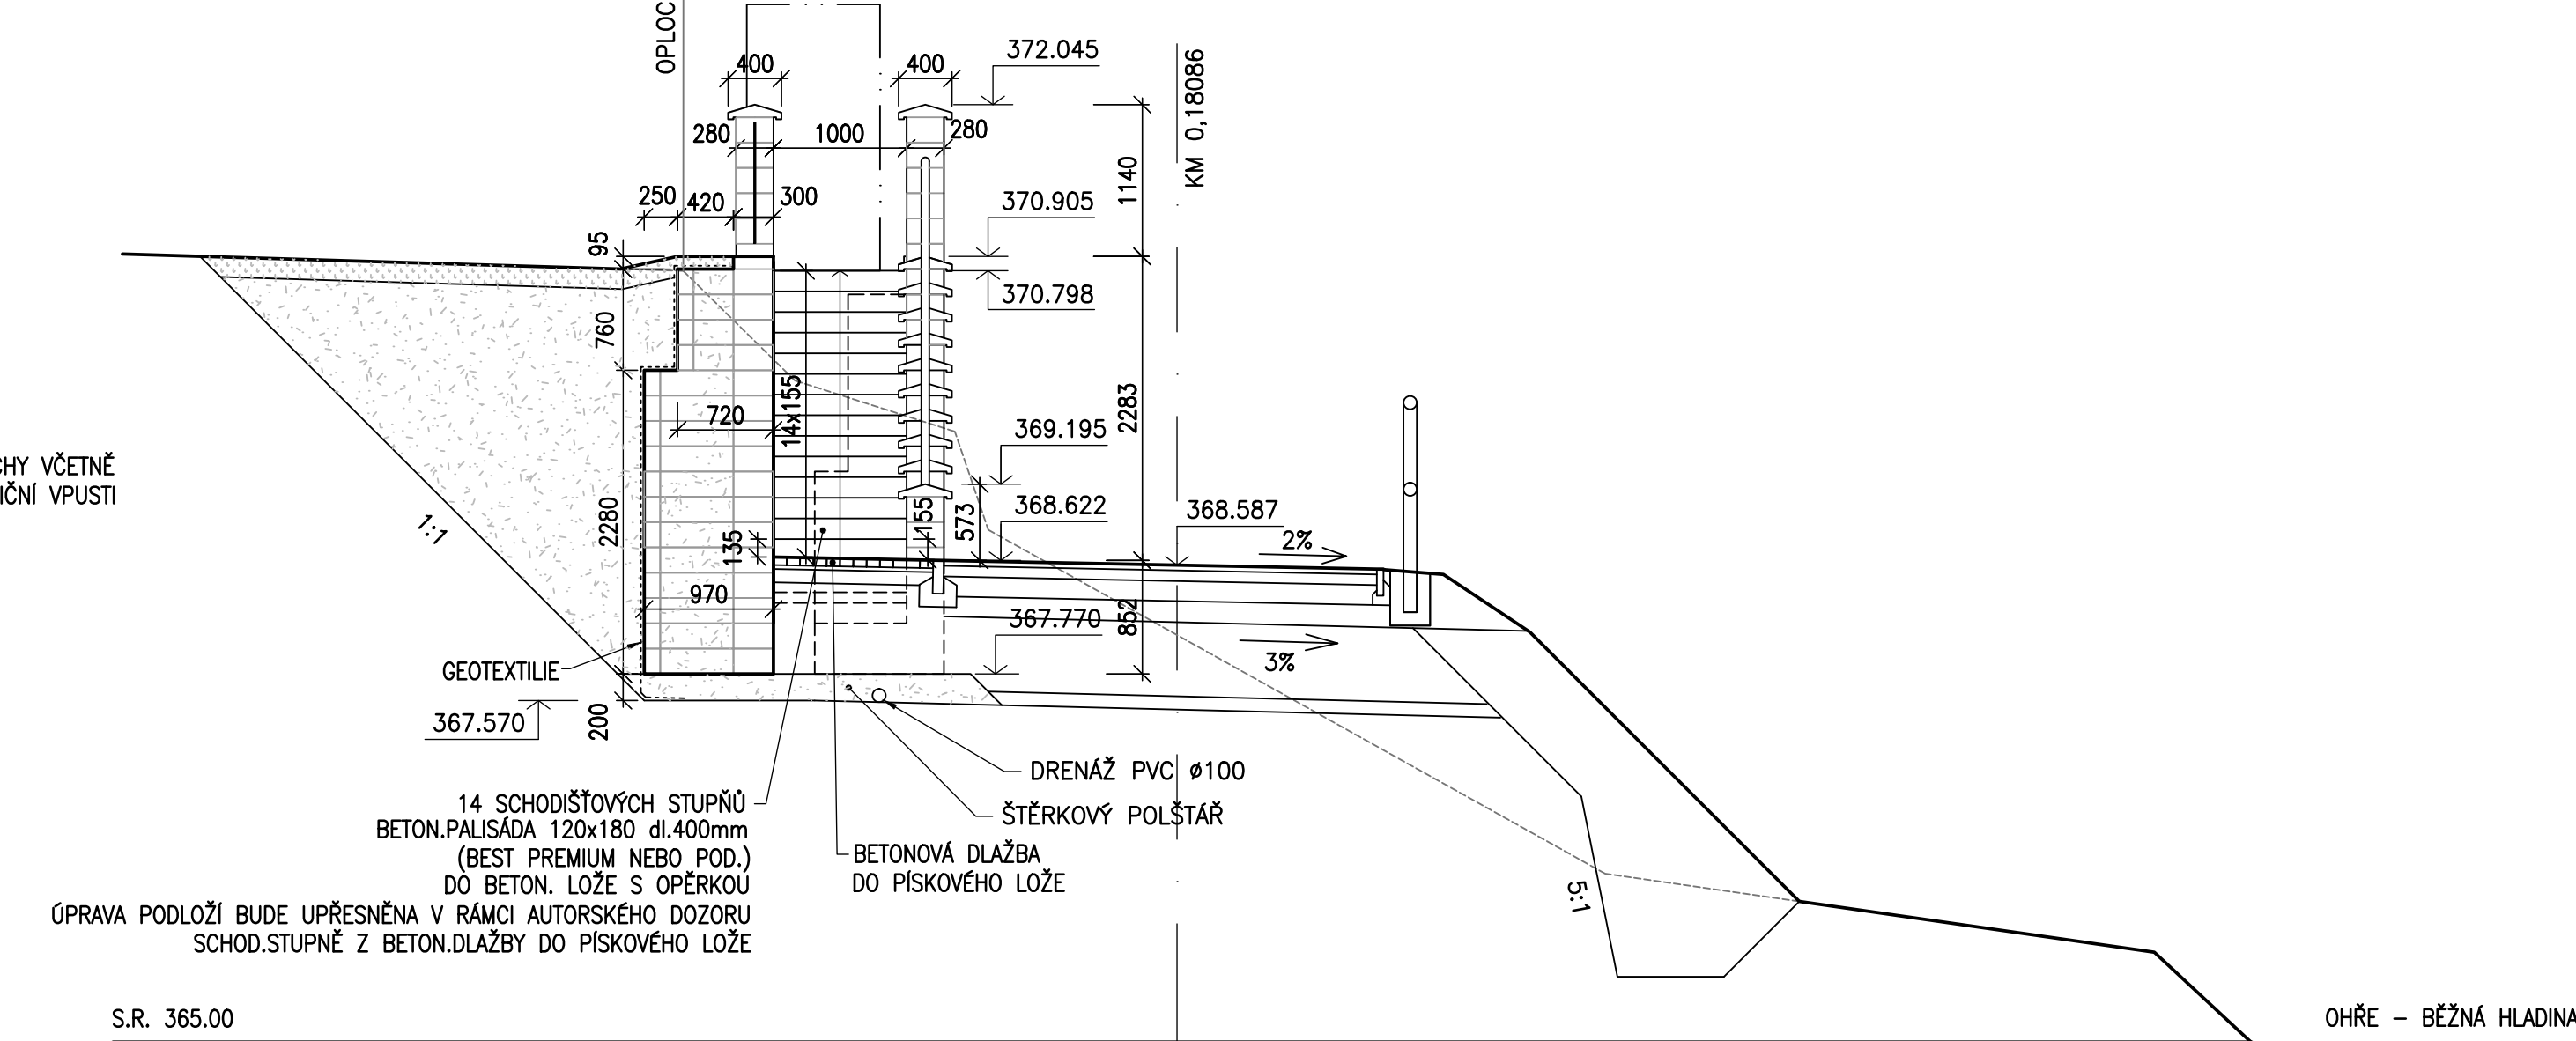 OPLOC
400
400
372.045
KM 0,18086
280
1000
280
1140
250
420
300
370.905
95
370.798
760
14x155
2283
720
369.195
CHY VČETNĚ
IČNÍ VPUSTI
1:1
2280
155
573
368.622
368.587
2%
135
970
367.770
852
3%
GEOTEXTILIE
367.570
200
DRENÁŽ PVC ø100
ŠTĚRKOVÝ POLŠTÁŘ
14 SCHODIŠŤOVÝCH STUPŇŮ
BETON.PALISÁDA 120x180 dl.400mm
(BEST PREMIUM NEBO POD.)
DO BETON. LOŽE S OPĚRKOU
ÚPRAVA PODLOŽÍ BUDE UPŘESNĚNA V RÁMCI AUTORSKÉHO DOZORU
SCHOD.STUPNĚ Z BETON.DLAŽBY DO PÍSKOVÉHO LOŽE
BETONOVÁ DLAŽBA
DO PÍSKOVÉHO LOŽE
5:1
S.R. 365.00
OHŘE – BĚŽNÁ HLADINA